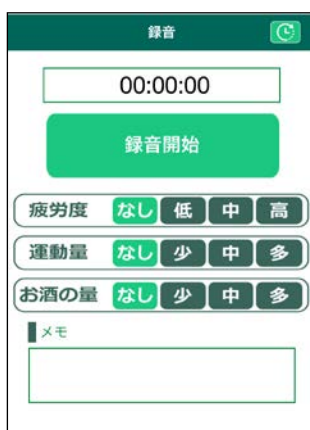 録音
00:00:00
録音開始
疲労度 なし 低 中 高
運動量 なし 少 中 多
お酒の量 なし 少 中 多
メモ